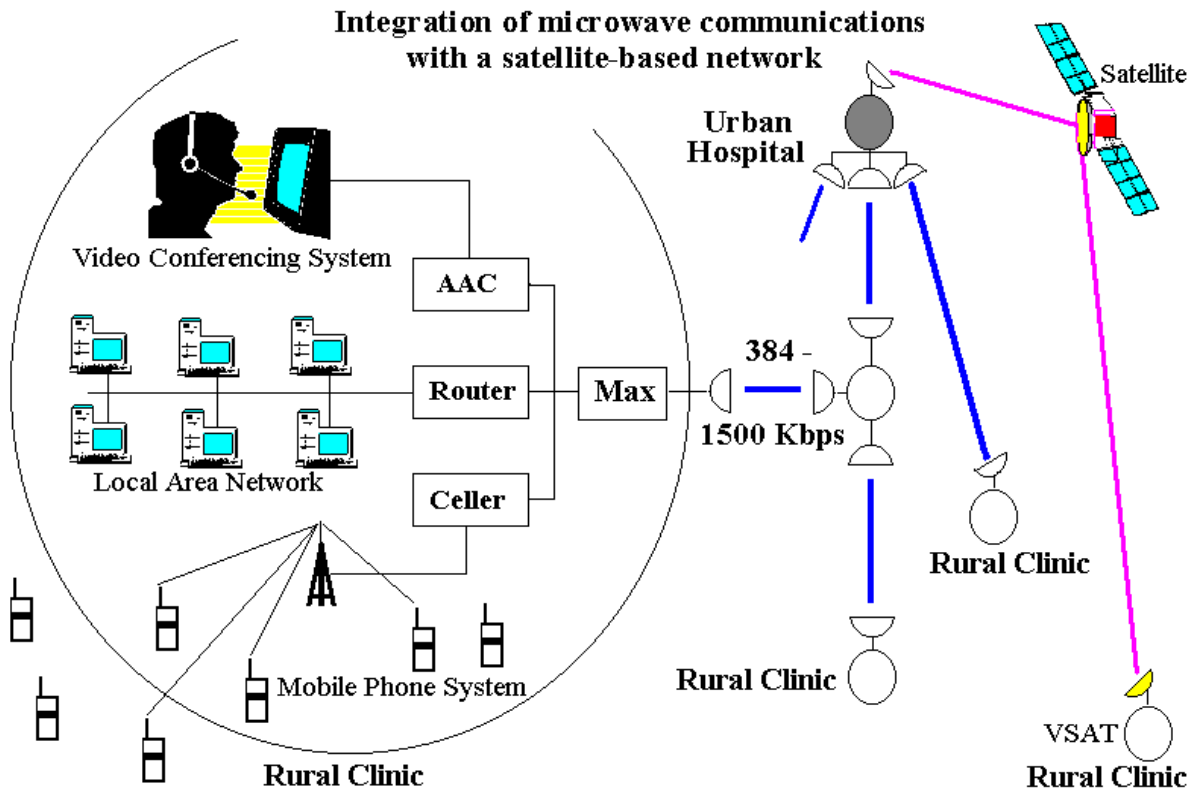 Integration of microwave communications
with a satellite-based network
Satellite
Urban
Hospital
Video Conferencing System
AAC
384 -
Router
Max
1500 Kbps
Local Area Network
Celler
Rural Clinic
Mobile Phone System
Rural Clinic
VSAT
Rural Clinic
Rural Clinic